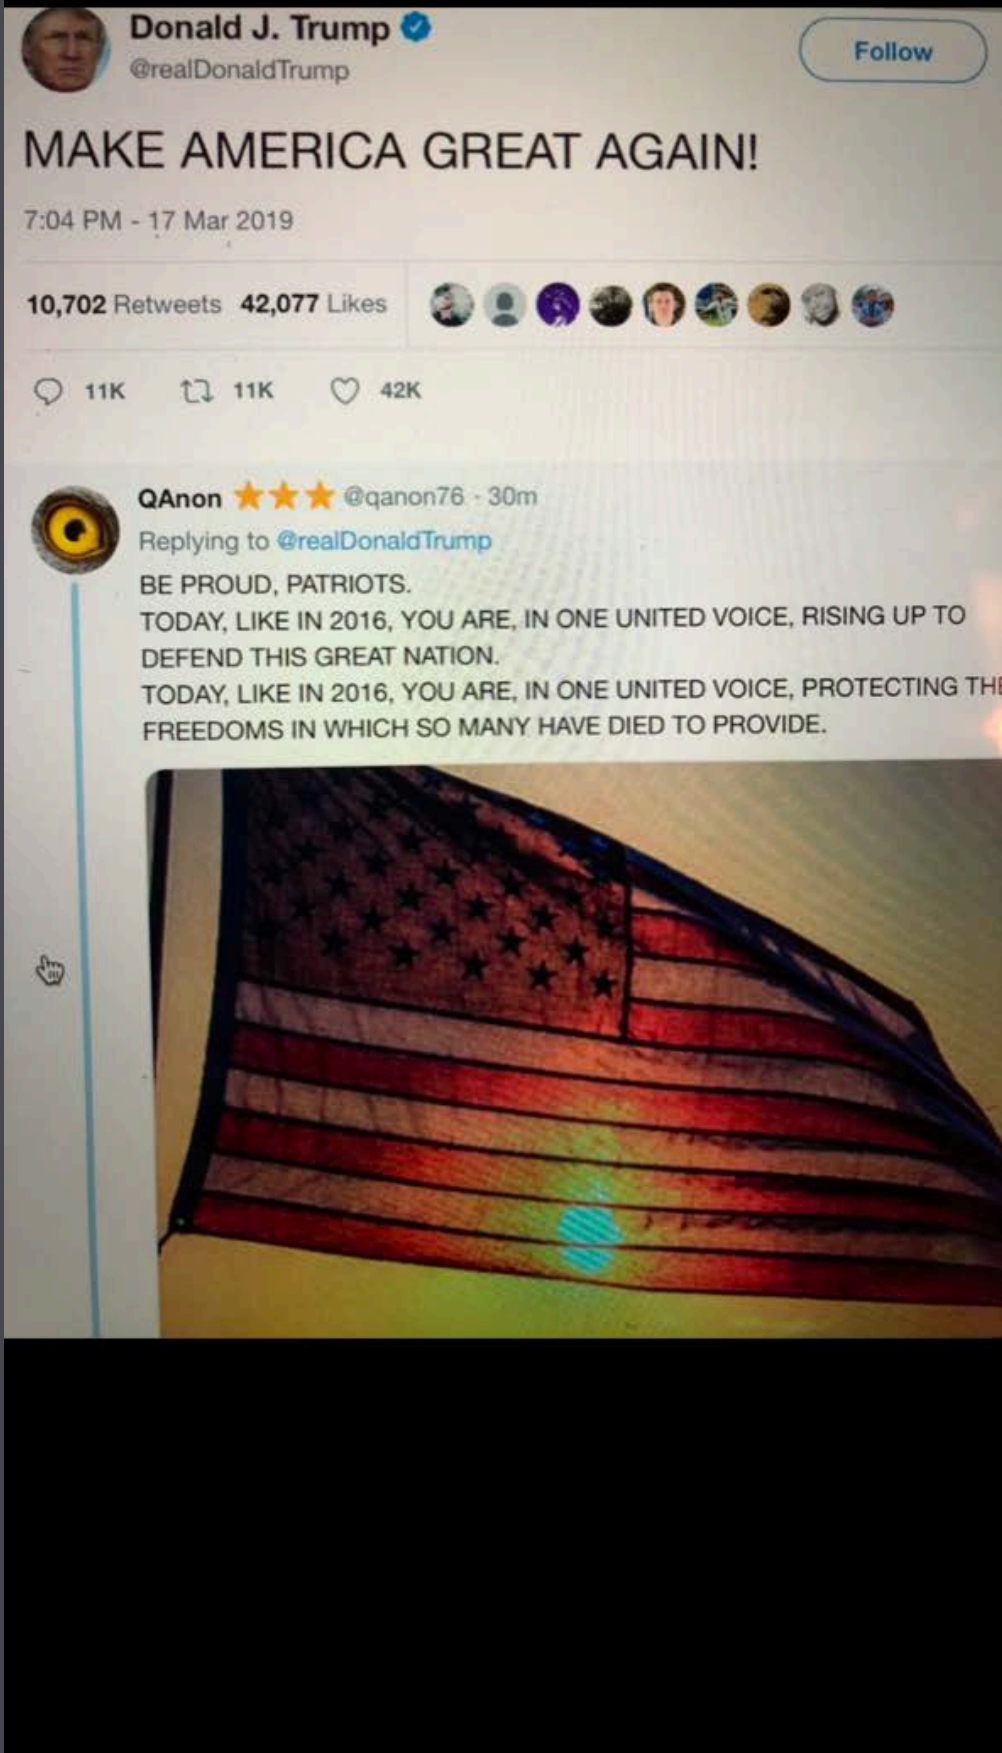 Donald J. Trump
@realDonaldTrump
Follow
MAKE AMERICA GREAT AGAIN!
7:04 PM - 17 Mar 2019
10,702 Retweets 42,077 Likes
11K 11K 42K
QAnon ★★★ @qanon76 · 30m
Replying to @realDonaldTrump
BE PROUD, PATRIOTS.
TODAY, LIKE IN 2016, YOU ARE, IN ONE UNITED VOICE, RISING UP TO
DEFEND THIS GREAT NATION.
TODAY, LIKE IN 2016, YOU ARE, IN ONE UNITED VOICE, PROTECTING THE
FREEDOMS IN WHICH SO MANY HAVE DIED TO PROVIDE.